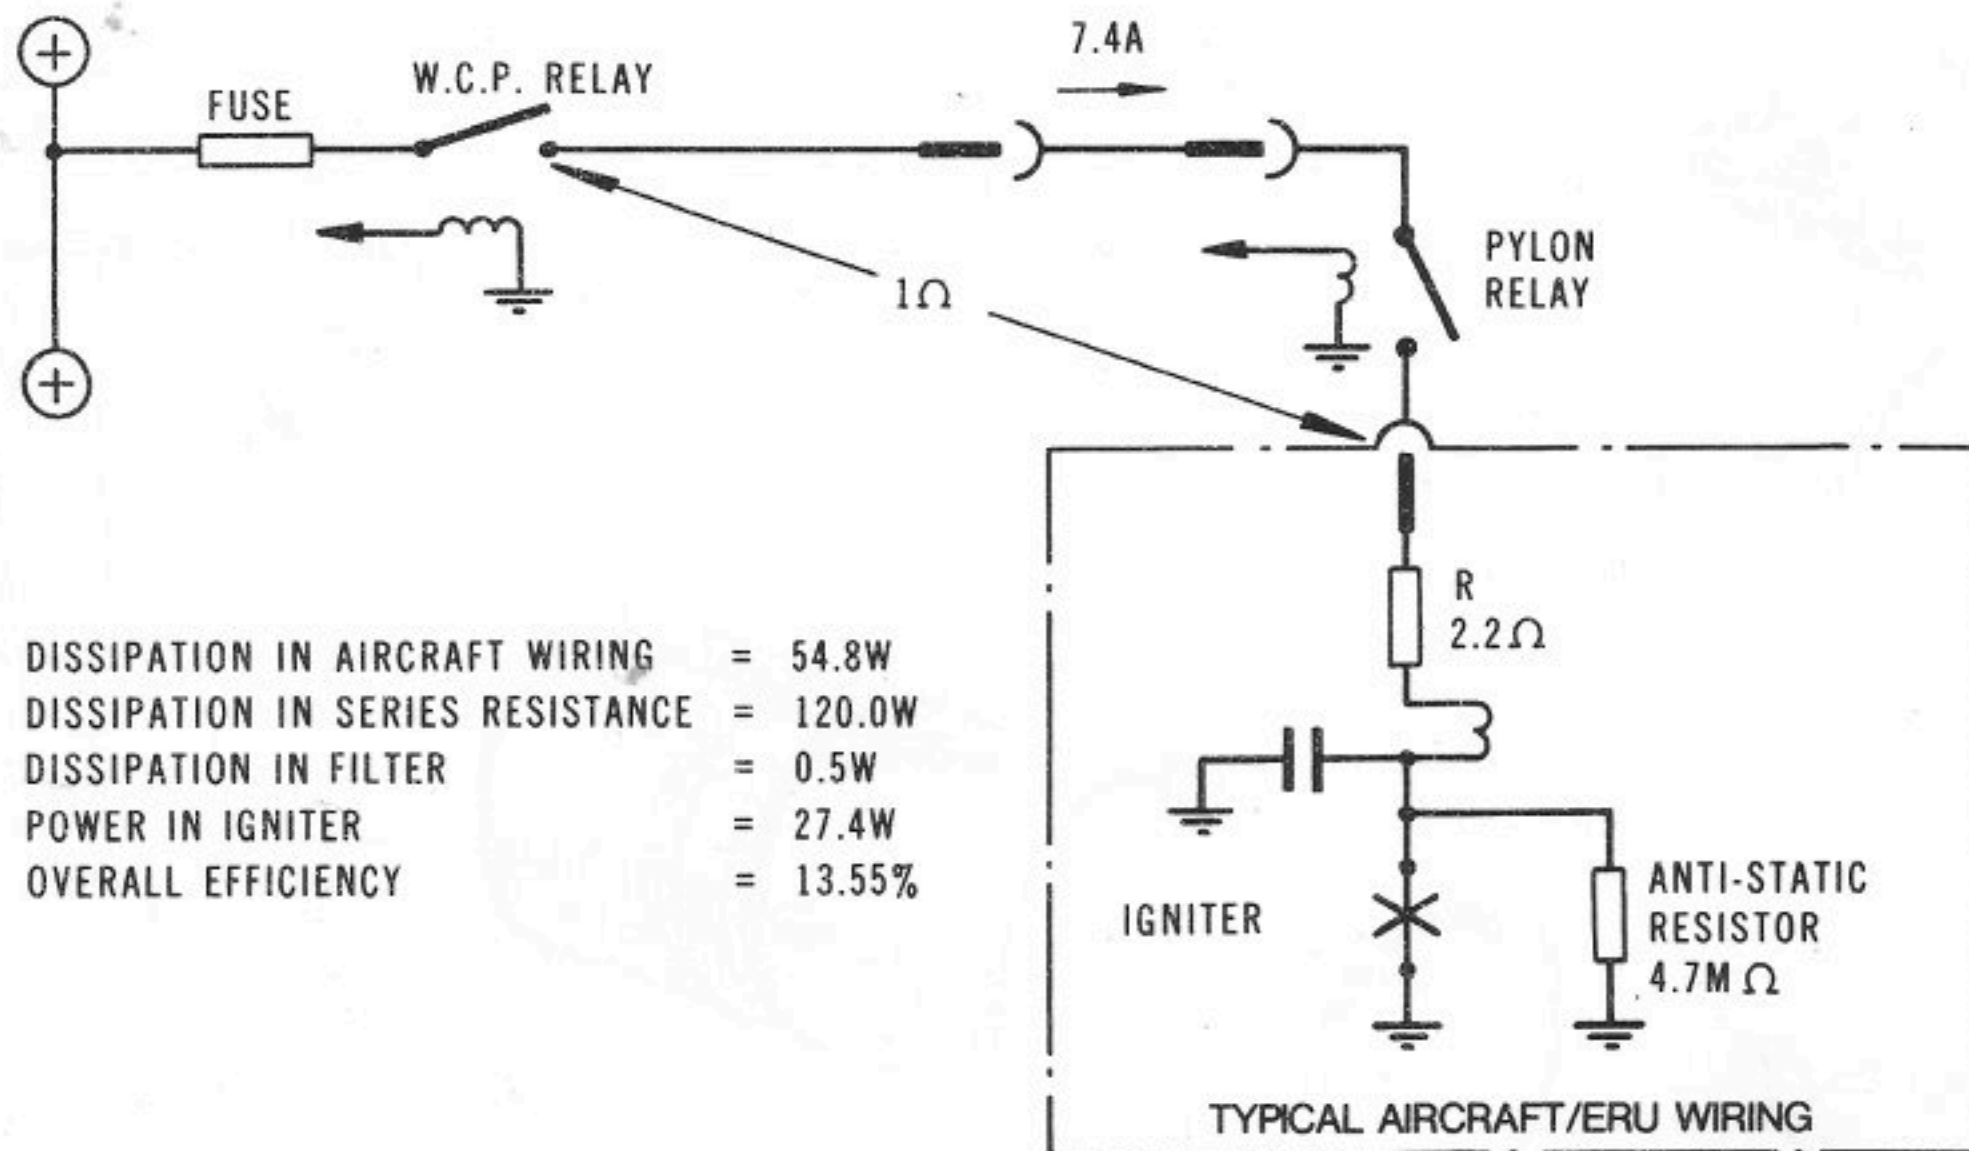 7.4A
W.C.P. RELAY
FUSE
PYLON
RELAY
1Ω
R
2.2Ω
DISSIPATION IN AIRCRAFT WIRING = 54.8W
DISSIPATION IN SERIES RESISTANCE = 120.0W
DISSIPATION IN FILTER = 0.5W
POWER IN IGNITER = 27.4W
OVERALL EFFICIENCY = 13.55%
IGNITER
ANTI-STATIC
RESISTOR
4.7M Ω
TYPICAL AIRCRAFT/ERU WIRING